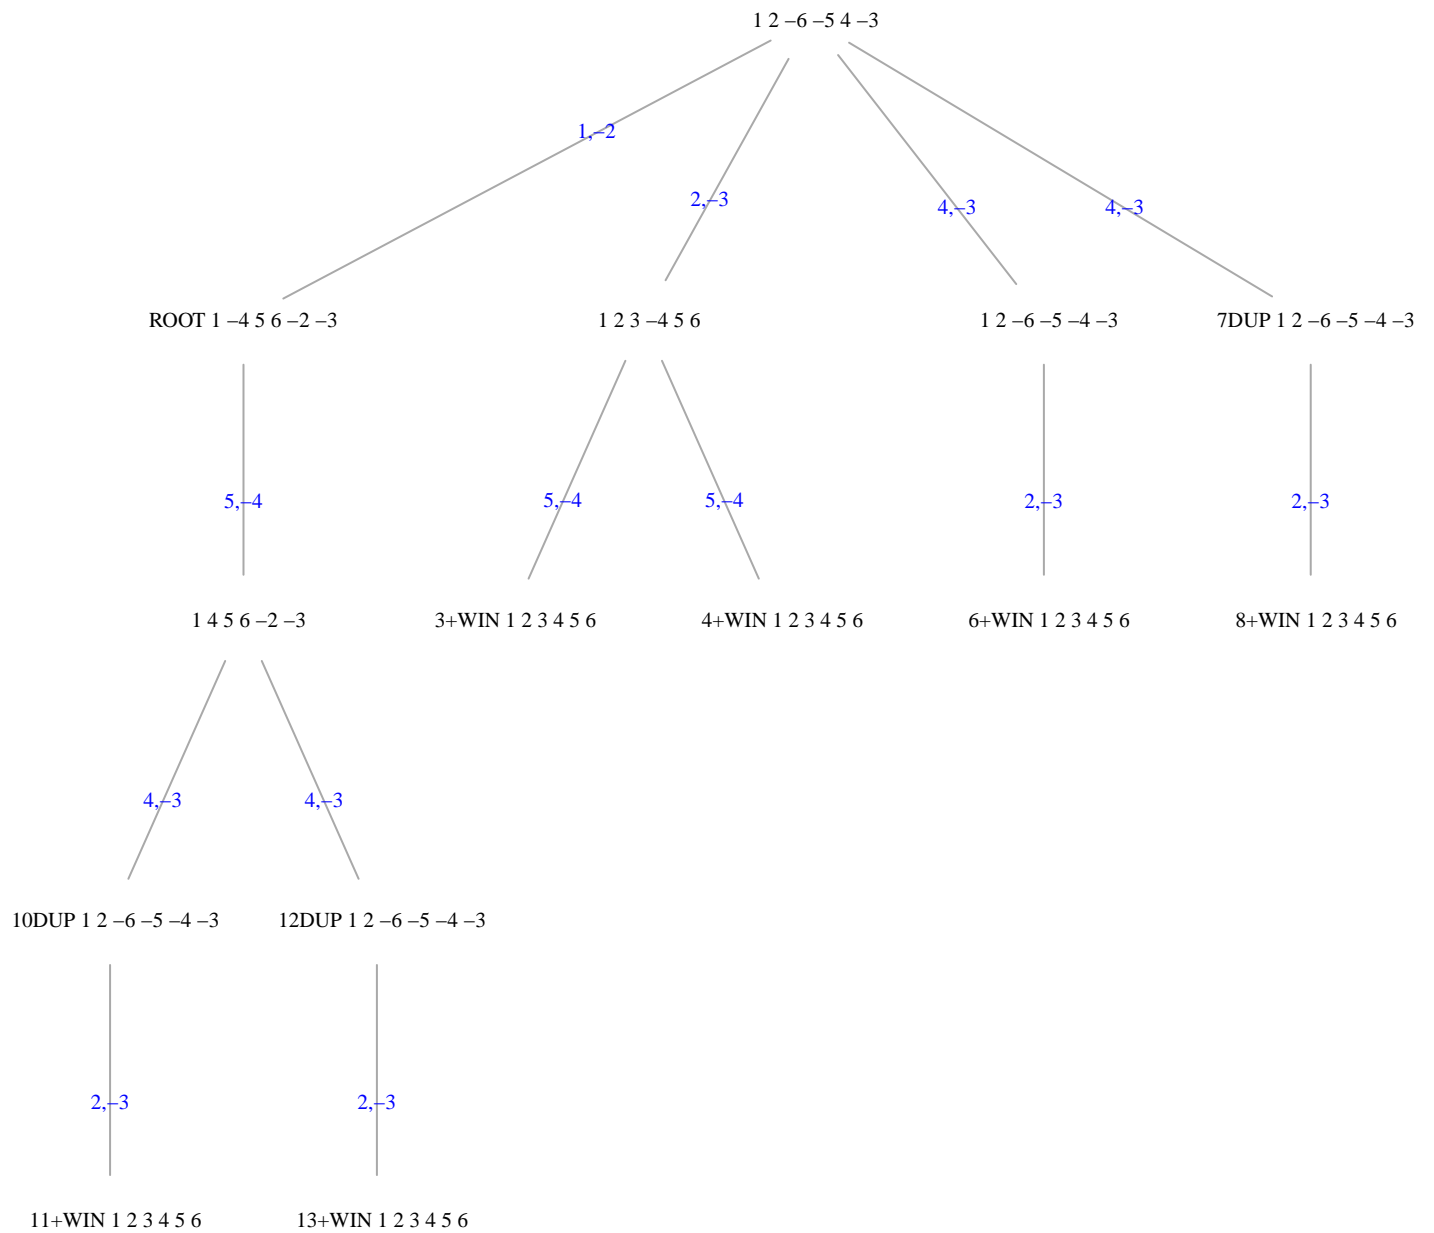 1 2 –6 –5 4 –3
1,–2
2,–3
4,–3
4,–3
ROOT 1 –4 5 6 –2 –3
1 2 3 –4 5 6
1 2 –6 –5 –4 –3
7DUP 1 2 –6 –5 –4 –3
5,–4
5,–4
5,–4
2,–3
2,–3
1 4 5 6 –2 –3
3+WIN 1 2 3 4 5 6
4+WIN 1 2 3 4 5 6
6+WIN 1 2 3 4 5 6
8+WIN 1 2 3 4 5 6
4,–3
4,–3
10DUP 1 2 –6 –5 –4 –3
12DUP 1 2 –6 –5 –4 –3
2,–3
2,–3
11+WIN 1 2 3 4 5 6
13+WIN 1 2 3 4 5 6